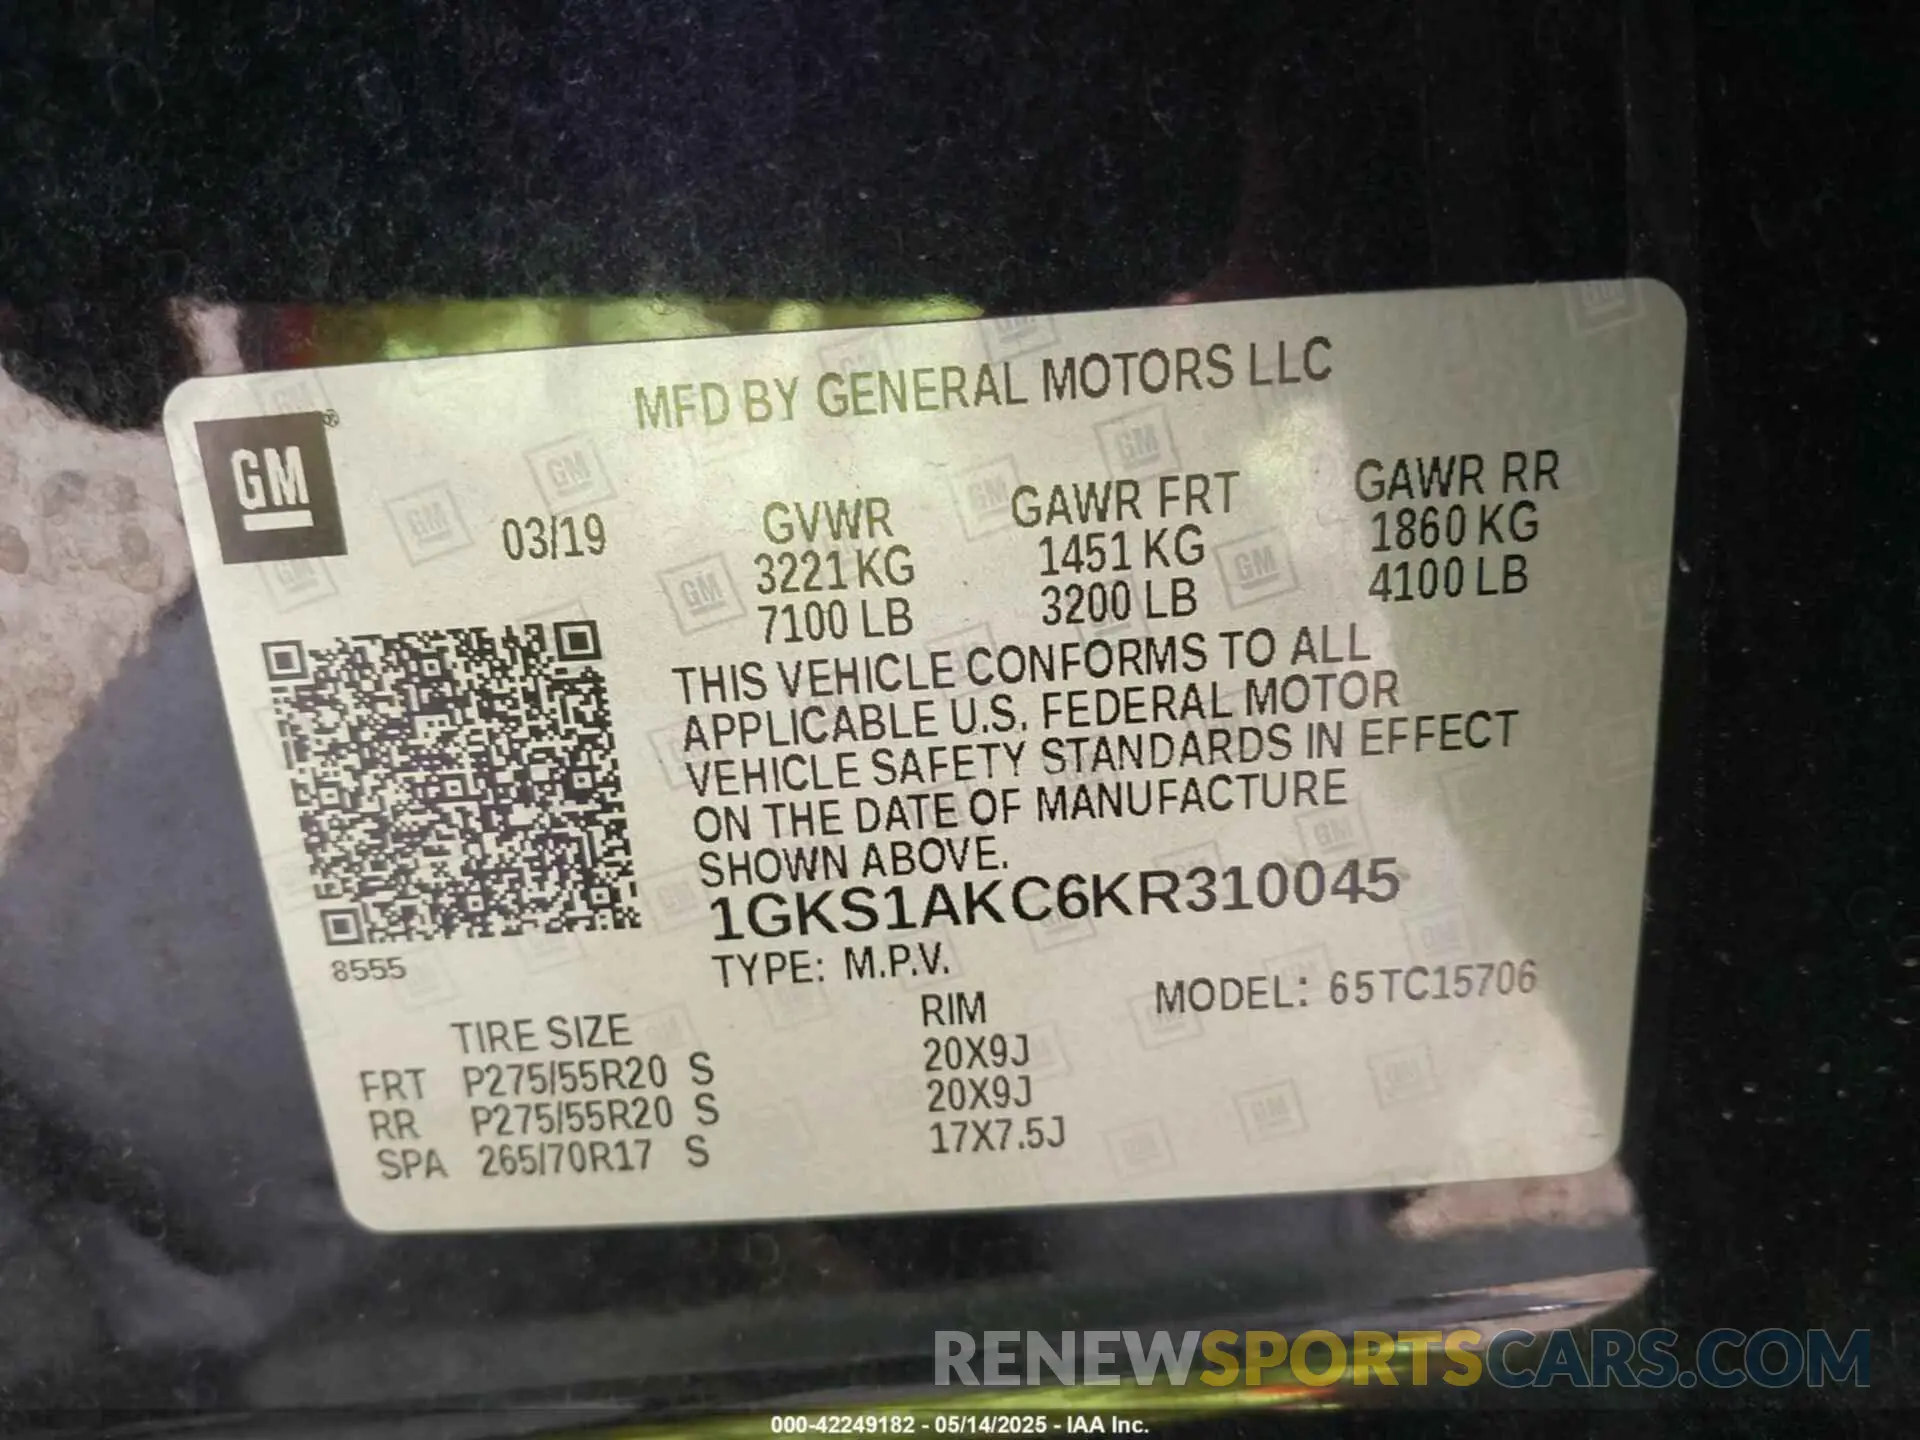 MFD BY GENERAL MOTORS LLC
GM®
03/19
GVWR
3221 KG
7100 LB
GAWR FRT
1451 KG
3200 LB
GAWR RR
1860 KG
4100 LB
THIS VEHICLE CONFORMS TO ALL
APPLICABLE U.S. FEDERAL MOTOR
VEHICLE SAFETY STANDARDS IN EFFECT
ON THE DATE OF MANUFACTURE
SHOWN ABOVE.
1GKS1AKC6KR310045
8555
TYPE: M.P.V.
MODEL: 65TC15706
TIRE SIZE RIM
FRT P275/55R20 S 20X9J
RR P275/55R20 S 20X9J
SPA 265/70R17 S 17X7.5J
RENEWSPORTSCARS.COM
000-42249182 - 05/14/2025 - IAA Inc.